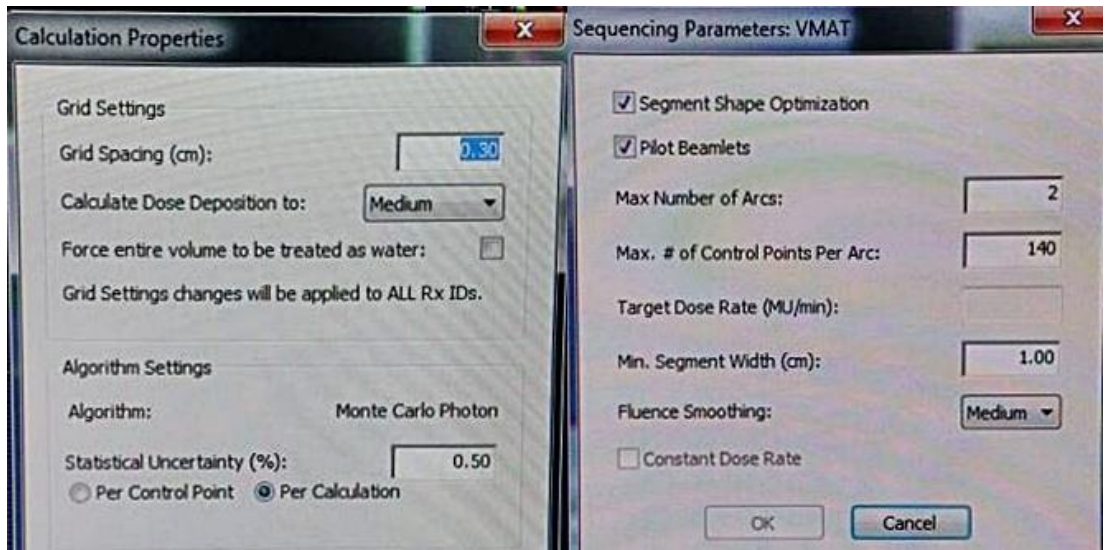 Calculation Properties
Grid Settings
Grid Spacing (cm): 0.30
Calculate Dose Deposition to: Medium
Force entire volume to be treated as water:
Grid Settings changes will be applied to ALL Rx IDs.
Algorithm Settings
Algorithm: Monte Carlo Photon
Statistical Uncertainty (%): 0.50
Per Control Point Per Calculation
Sequencing Parameters: VMAT
Segment Shape Optimization
Pilot Beamlets
Max Number of Arcs: 2
Max. # of Control Points Per Arc: 140
Target Dose Rate (MU/min):
Min. Segment Width (cm): 1.00
Fluence Smoothing: Medium
Constant Dose Rate
OK Cancel